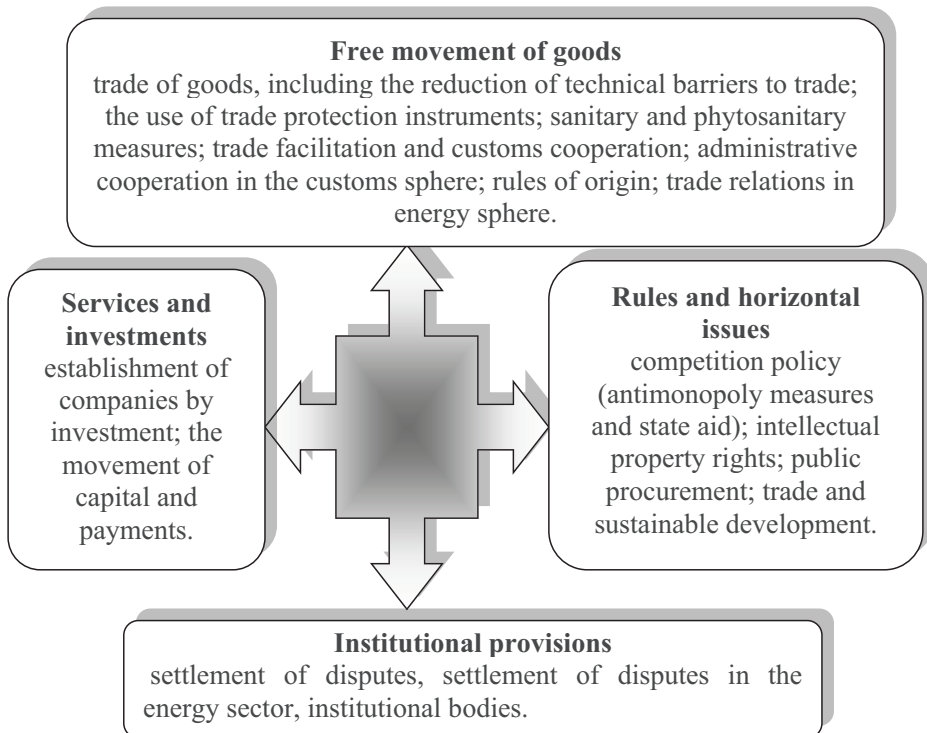 Free movement of goods
trade of goods, including the reduction of technical barriers to trade;
the use of trade protection instruments; sanitary and phytosanitary
measures; trade facilitation and customs cooperation; administrative
cooperation in the customs sphere; rules of origin; trade relations in
energy sphere.
Services and
investments
establishment of
companies by
investment; the
movement of
capital and
payments.
Rules and horizontal
issues
competition policy
(antimonopoly measures
and state aid); intellectual
property rights; public
procurement; trade and
sustainable development.
Institutional provisions
settlement of disputes, settlement of disputes in the
energy sector, institutional bodies.